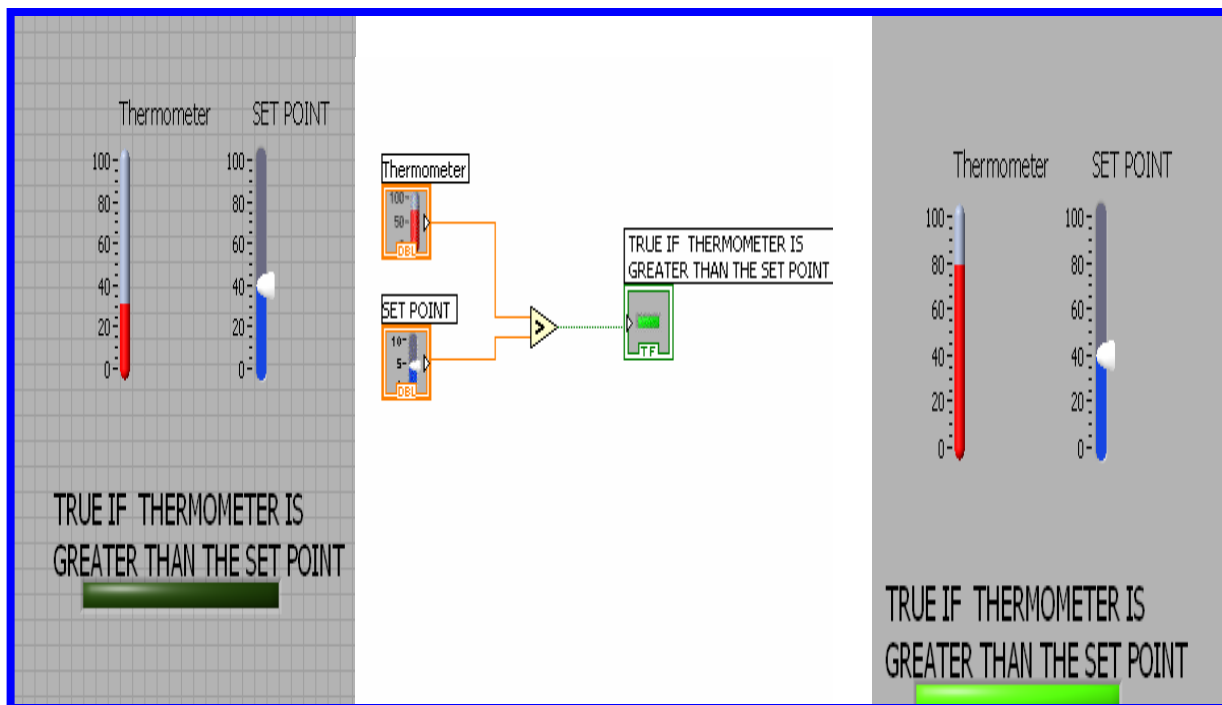 Thermometer SET POINT
100 100
80 80
60 60
40 40
20 20
0 0
TRUE IF THERMOMETER IS
GREATER THAN THE SET POINT
Thermometer
100
50
DBL
SET POINT
10
5
DBL
>
TRUE IF THERMOMETER IS
GREATER THAN THE SET POINT
TF
Thermometer SET POINT
100 100
80 80
60 60
40 40
20 20
0 0
TRUE IF THERMOMETER IS
GREATER THAN THE SET POINT